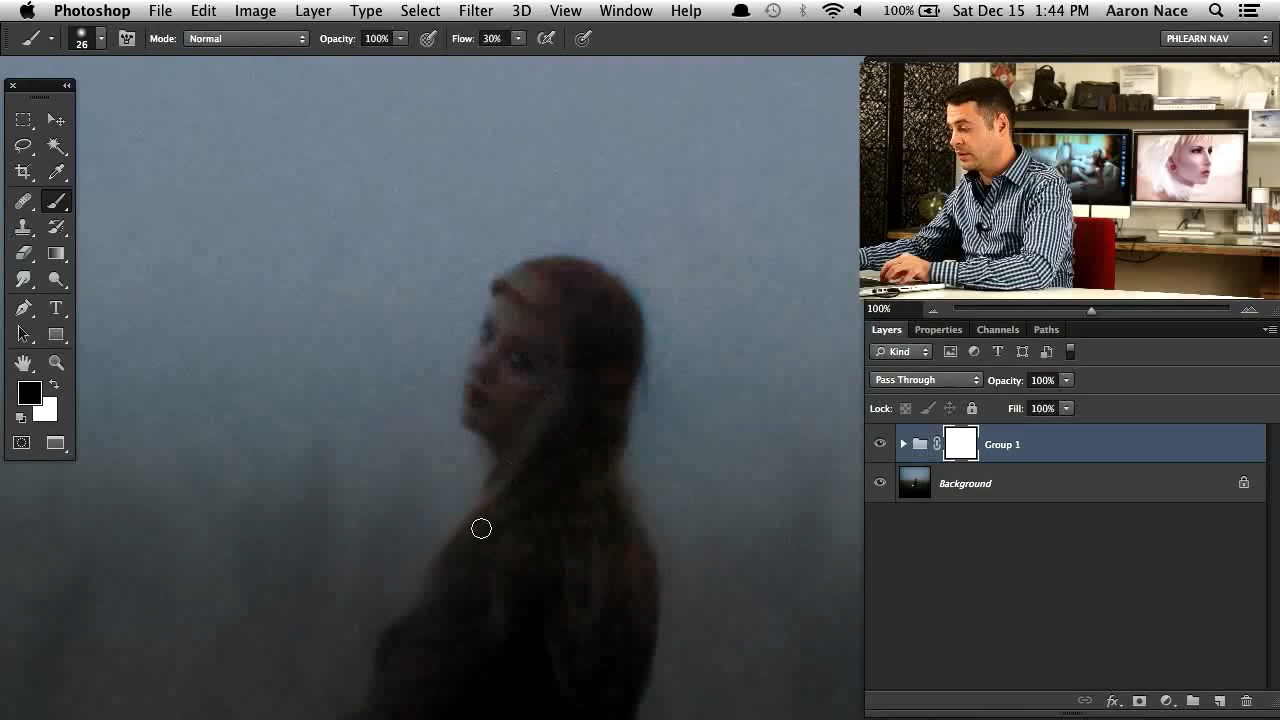 Photoshop File Edit Image Layer Type Select Filter 3D View Window Help 100% Sat Dec 15 1:44 PM Aaron Nace
26 Mode: Normal Opacity: 100% Flow: 30% PHLEARN NAV
100%
Layers Properties Channels Paths
Kind T
Pass Through Opacity: 100%
Lock: Fill: 100%
Group 1
Background
T
fx